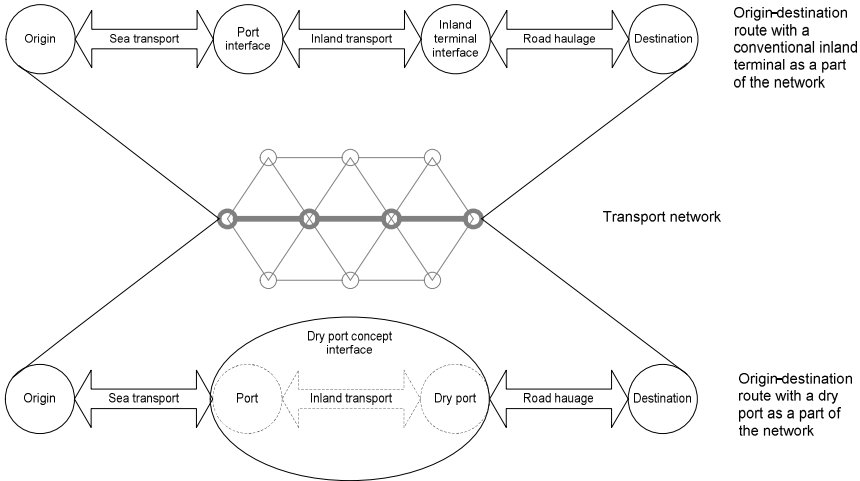 Origin
Sea transport
Port
interface
Inland transport
Inland
terminal
interface
Road haulage
Destination
Origin-destination
route with a
conventional inland
terminal as a part
of the network
Transport network
Dry port concept
interface
Origin
Sea transport
Port
Inland transport
Dry port
Road hauage
Destination
Origin-destination
route with a dry
port as a part of
the network